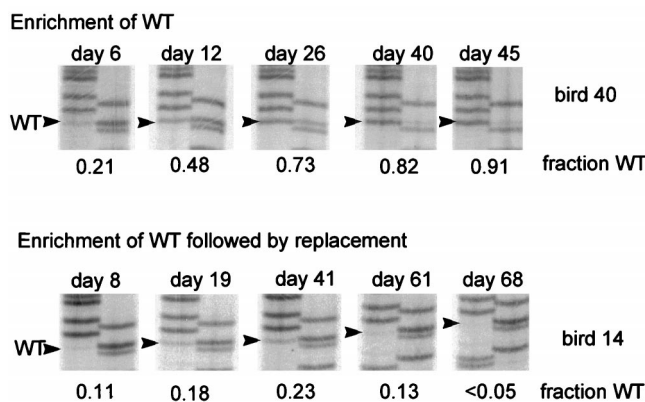 Enrichment of WT
day 6 day 12 day 26 day 40 day 45
bird 40
WT
0.21 0.48 0.73 0.82 0.91 fraction WT
Enrichment of WT followed by replacement
day 8 day 19 day 41 day 61 day 68
bird 14
WT
0.11 0.18 0.23 0.13 <0.05 fraction WT